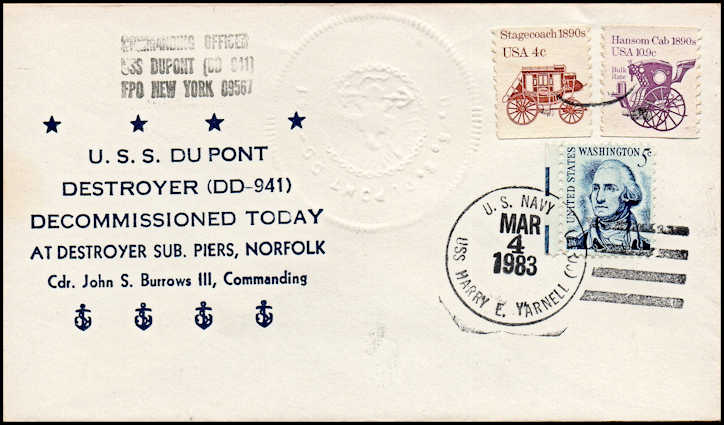 COMMANDING OFFICER
USS DUPONT (DD 941)
FPO NEW YORK 09567
U.S.S. DU PONT
DESTROYER (DD-941)
DECOMMISSIONED TODAY
AT DESTROYER SUB. PIERS, NORFOLK
Cdr. John S. Burrows III, Commanding
Stagecoach 1890s
USA 4c
Hansom Cab 1890s
USA 10.9c
Bulk
Rate
WASHINGTON 5c
UNITED STATES
U.S. NAVY
MAR
4
1983
USS HARRY E. YARNELL